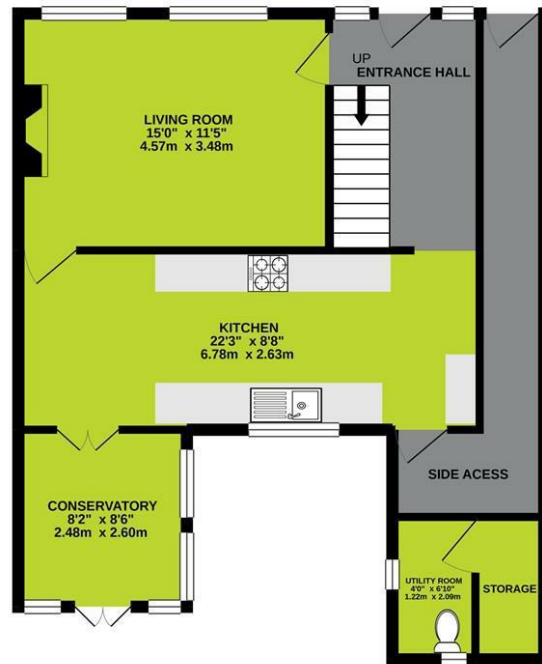 UP
ENTRANCE HALL
LIVING ROOM
15'0" x 11'5"
4.57m x 3.48m
KITCHEN
22'3" x 8'8"
6.78m x 2.63m
SIDE ACESS
CONSERVATORY
8'2" x 8'6"
2.48m x 2.60m
UTILITY ROOM
4'0" x 6'10"
1.22m x 2.09m
STORAGE